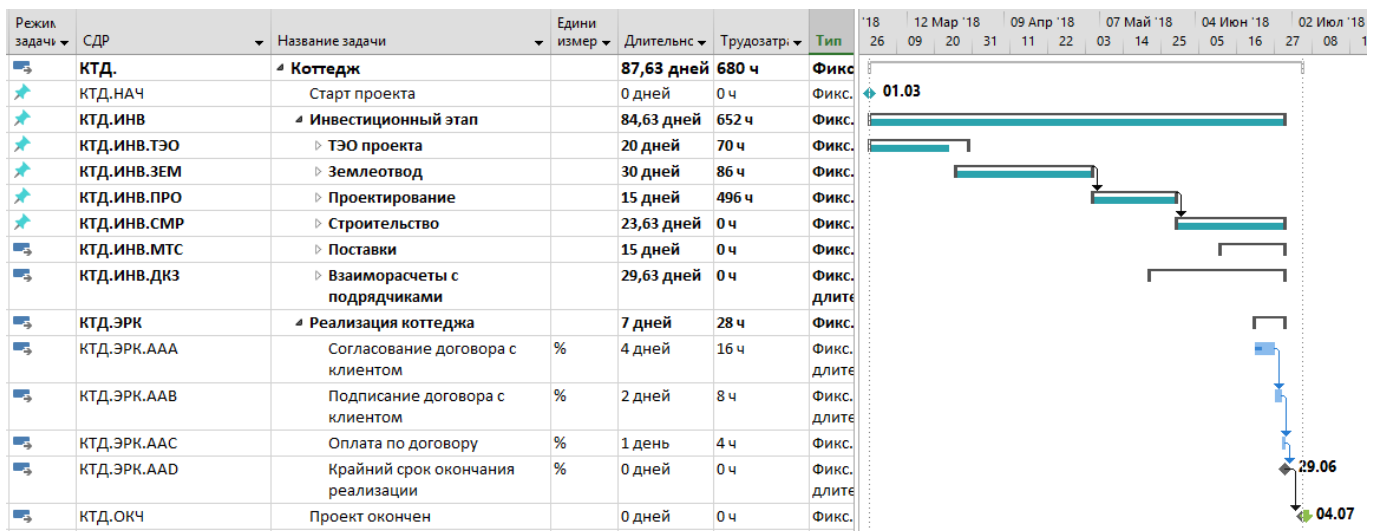 Режим задачи СДР Название задачи Едини измер Длительнс Трудозатра Тип '18 12 Мар '18 09 Апр '18 07 Май '18 04 Июн '18 02 Июл '18
26 09 20 31 11 22 03 14 25 05 16 27 08 1
КТД. Коттедж 87,63 дней 680 ч Фикс
КТД.НАЧ Старт проекта 0 дней 0 ч Фикс. 01.03
КТД.ИНВ Инвестиционный этап 84,63 дней 652 ч Фикс.
КТД.ИНВ.ТЭО ТЭО проекта 20 дней 70 ч Фикс.
КТД.ИНВ.ЗЕМ Землеотвод 30 дней 86 ч Фикс.
КТД.ИНВ.ПРО Проектирование 15 дней 496 ч Фикс.
КТД.ИНВ.СМР Строительство 23,63 дней 0 ч Фикс.
КТД.ИНВ.МТС Поставки 15 дней 0 ч Фикс.
КТД.ИНВ.ДКЗ Взаиморасчеты с 29,63 дней 0 ч Фикс.
подрядчиками длите
КТД.ЭРК Реализация коттеджа 7 дней 28 ч Фикс.
КТД.ЭРК.AAA Согласование договора с % 4 дней 16 ч Фикс.
клиентом длите
КТД.ЭРК.AAB Подписание договора с % 2 дней 8 ч Фикс.
клиентом длите
КТД.ЭРК.AAC Оплата по договору % 1 день 4 ч Фикс.
КТД.ЭРК.AAD Крайний срок окончания % 0 дней 0 ч Фикс. 29.06
реализации длите
КТД.ОКЧ Проект окончен 0 дней 0 ч Фикс. 04.07